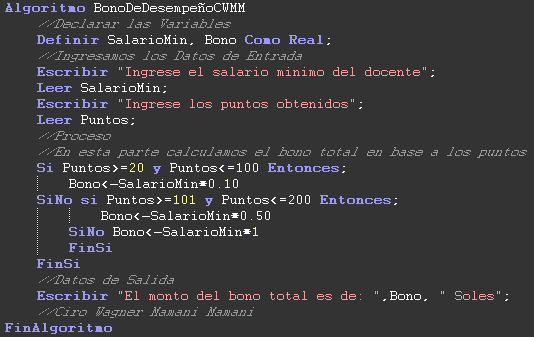 Algoritmo BonoDeDesempeñoCWMM
//Declarar las Variables
Definir SalarioMin, Bono Como Real;
//Ingresamos los Datos de Entrada
Escribir "Ingrese el salario minimo del docente";
Leer SalarioMin;
Escribir "Ingrese los puntos obtenidos";
Leer Puntos;
//Proceso
//En esta parte calculamos el bono total en base a los puntos
Si Puntos>=20 y Puntos<=100 Entonces;
Bono<-SalarioMin*0.10
SiNo si Puntos>=101 y Puntos<=200 Entonces;
Bono<-SalarioMin*0.50
SiNo Bono<-SalarioMin*1
FinSi
FinSi
//Datos de Salida
Escribir "El monto del bono total es de: ",Bono, " Soles";
//Ciro Wagner Mamani Mamani
FinAlgoritmo